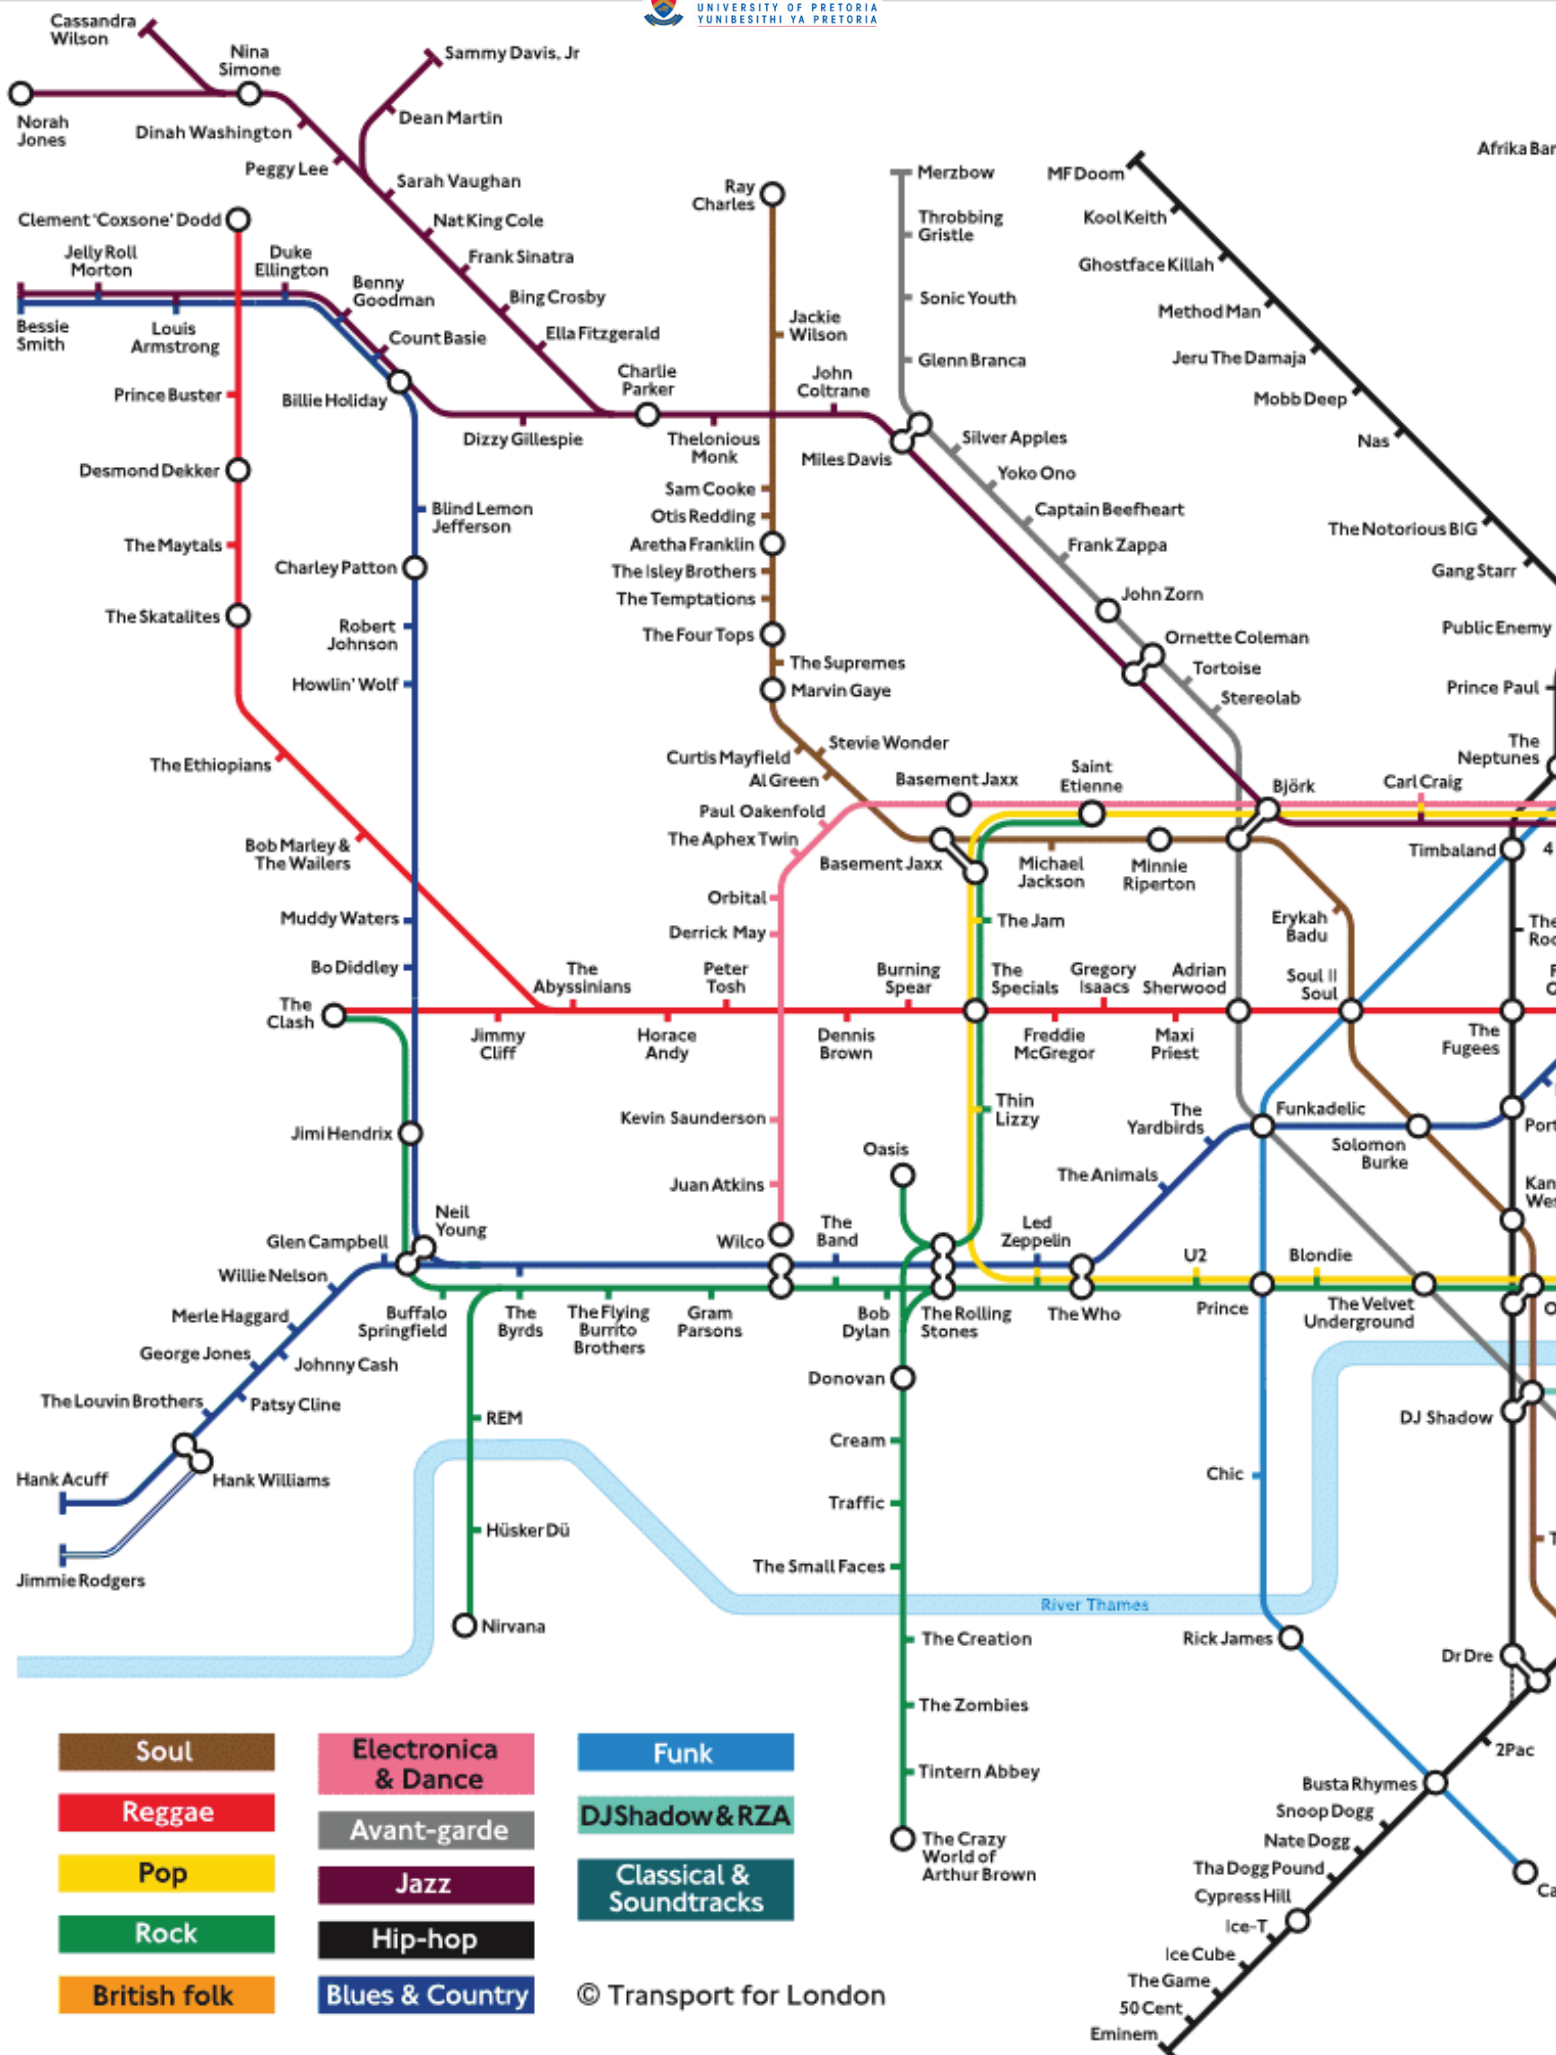 UNIVERSITY OF PRETORIA
YUNIBESITHI YA PRETORIA
Cassandra
Wilson
Nina
Simone
Sammy Davis, Jr
Norah
Jones
Dinah Washington
Dean Martin
Peggy Lee
Sarah Vaughan
Nat King Cole
Frank Sinatra
Bing Crosby
Ella Fitzgerald
Clement 'Coxsone' Dodd
Jelly Roll
Morton
Duke
Ellington
Benny
Goodman
Count Basie
Bessie
Smith
Louis
Armstrong
Billie Holiday
Dizzy Gillespie
Charlie
Parker
Thelonious
Monk
John
Coltrane
Miles Davis
Ray
Charles
Jackie
Wilson
Sam Cooke
Otis Redding
Aretha Franklin
The Isley Brothers
The Temptations
The Four Tops
The Supremes
Marvin Gaye
Curtis Mayfield
Stevie Wonder
Al Green
Merzbow
Throbbing
Gristle
Sonic Youth
Glenn Branca
Silver Apples
Yoko Ono
Captain Beefheart
Frank Zappa
John Zorn
Ornette Coleman
Tortoise
Stereolab
MF Doom
Afrika Bar
Kool Keith
Ghostface Killah
Method Man
Jeru The Damaja
Mobb Deep
Nas
The Notorious BIG
Gang Starr
Public Enemy
Prince Paul
The
Neptunes
Prince Buster
Desmond Dekker
The Maytals
The Skatalites
The Ethiopians
Bob Marley &
The Wailers
Blind Lemon
Jefferson
Charley Patton
Robert
Johnson
Howlin' Wolf
Muddy Waters
Bo Diddley
Paul Oakenfold
The Aphex Twin
Orbital
Derrick May
Basement Jaxx
Saint
Etienne
Björk
Carl Craig
Basement Jaxx
Michael
Jackson
Minnie
Riperton
Timbaland
4
Erykah
Badu
Soul II
Soul
The
Roo
The Jam
The
Clash
The
Abyssinians
Peter
Tosh
Burning
Spear
The
Specials
Gregory
Isaacs
Adrian
Sherwood
Jimmy
Cliff
Horace
Andy
Dennis
Brown
Freddie
McGregor
Maxi
Priest
The
Fugees
Jimi Hendrix
Kevin Saunderson
Juan Atkins
Thin
Lizzy
Oasis
The
Yardbirds
The Animals
Funkadelic
Solomon
Burke
Port
Kan
Wes
Neil
Young
Glen Campbell
Willie Nelson
Merle Haggard
George Jones
Johnny Cash
The Louvin Brothers
Patsy Cline
Hank Acuff
Hank Williams
Jimmie Rodgers
Wilco
The
Band
Led
Zeppelin
U2
Blondie
Buffalo
Springfield
The
Byrds
The Flying
Burrito
Brothers
Gram
Parsons
Bob
Dylan
The Rolling
Stones
The Who
Prince
The Velvet
Underground
REM
Hüsker Dü
Nirvana
Donovan
Cream
Traffic
The Small Faces
The Creation
The Zombies
Tintern Abbey
The Crazy
World of
Arthur Brown
River Thames
DJ Shadow
Chic
Rick James
Dr Dre
2Pac
Busta Rhymes
Snoop Dogg
Nate Dogg
Tha Dogg Pound
Cypress Hill
Ice-T
Ice Cube
The Game
50 Cent
Eminem
Ca
Soul
Reggae
Pop
Rock
British folk
Electronica
& Dance
Avant-garde
Jazz
Hip-hop
Blues & Country
Funk
DJ Shadow & RZA
Classical &
Soundtracks
© Transport for London